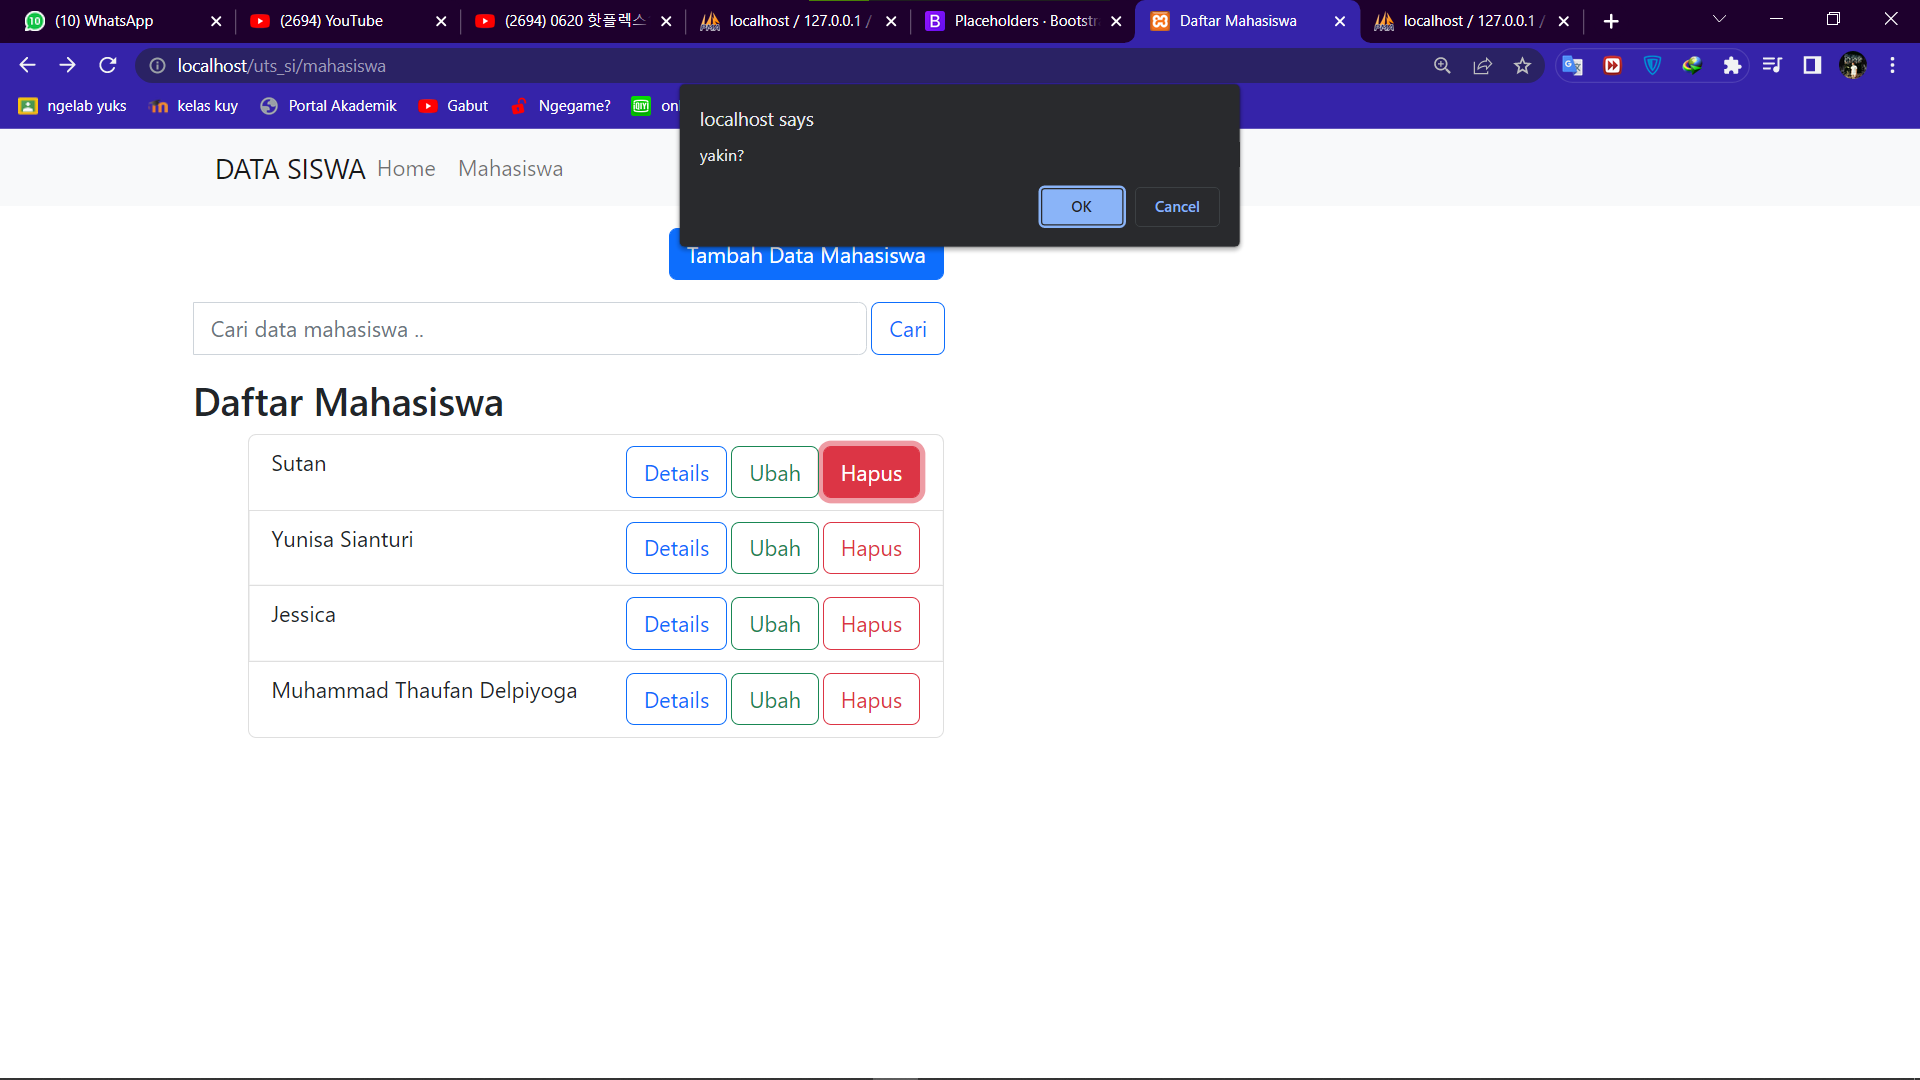 (10) WhatsApp
(2694) YouTube
(2694) 0620 핫플렉스
localhost / 127.0.0.1 /
Placeholders · Bootstr
Daftar Mahasiswa
localhost / 127.0.0.1 /
localhost/uts_si/mahasiswa
ngelab yuks
kelas kuy
Portal Akademik
Gabut
Ngegame?
localhost says
yakin?
OK
Cancel
DATA SISWA
Home
Mahasiswa
Tambah Data Mahasiswa
Cari data mahasiswa ..
Cari
Daftar Mahasiswa
Sutan
Details
Ubah
Hapus
Yunisa Sianturi
Details
Ubah
Hapus
Jessica
Details
Ubah
Hapus
Muhammad Thaufan Delpiyoga
Details
Ubah
Hapus